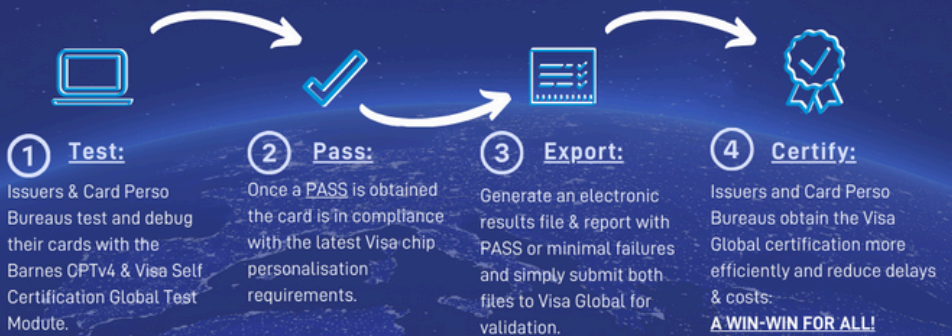 1 Test:
Issuers & Card Perso
Bureaus test and debug
their cards with the
Barnes CPTv4 & Visa Self
Certification Global Test
Module.
2 Pass:
Once a PASS is obtained
the card is in compliance
with the latest Visa chip
personalisation
requirements.
3 Export:
Generate an electronic
results file & report with
PASS or minimal failures
and simply submit both
files to Visa Global for
validation.
4 Certify:
Issuers and Card Perso
Bureaus obtain the Visa
Global certification more
efficiently and reduce delays
& costs:
A WIN-WIN FOR ALL!